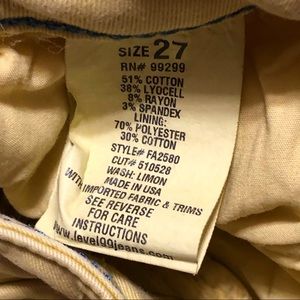 SIZE 27
RN# 99299
51% COTTON
38% LYOCELL
8% RAYON
3% SPANDEX
LINING:
70% POLYESTER
30% COTTON
STYLE# FA2580
CUT# 510528
WASH: LIMON
MADE IN USA
WITH IMPORTED FABRIC & TRIMS
SEE REVERSE
FOR CARE
INSTRUCTIONS
www.level99jeans.com